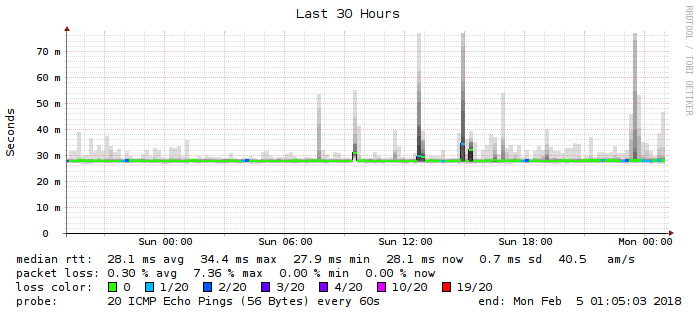 Last 30 Hours
RRDTOOL / TOBI OETIKER
Seconds
70 m
60 m
50 m
40 m
30 m
20 m
10 m
0
Sun 00:00 Sun 06:00 Sun 12:00 Sun 18:00 Mon 00:00
median rtt: 28.1 ms avg 34.4 ms max 27.9 ms min 28.1 ms now 0.7 ms sd 40.5 am/s
packet loss: 0.30 % avg 7.36 % max 0.00 % min 0.00 % now
loss color: 0 1/20 2/20 3/20 4/20 10/20 19/20
probe: 20 ICMP Echo Pings (56 Bytes) every 60s end: Mon Feb 5 01:05:03 2018